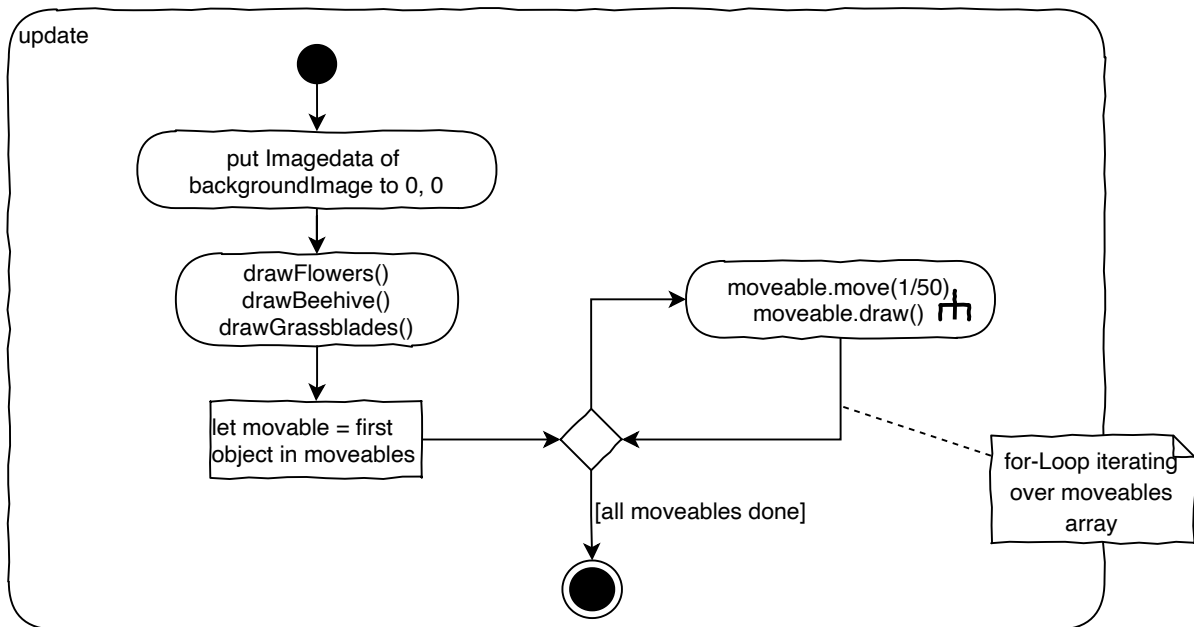 update
put Imagedata of
backgroundImage to 0, 0
drawFlowers()
drawBeehive()
drawGrassblades()
let movable = first
object in moveables
moveable.move(1/50)
moveable.draw()
for-Loop iterating
over moveables
array
[all moveables done]